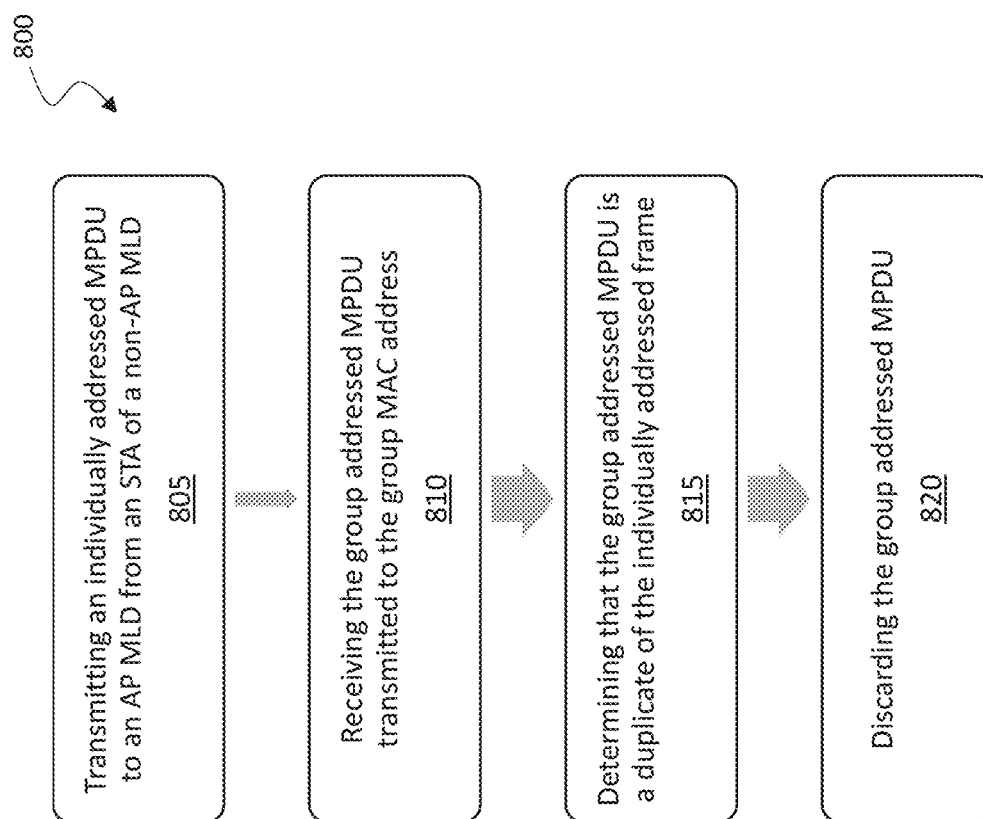 800
Transmitting an individually addressed MPDU
to an AP MLD from an STA of a non-AP MLD
805
Receiving the group addressed MPDU
transmitted to the group MAC address
810
Determining that the group addressed MPDU is
a duplicate of the individually addressed frame
815
Discarding the group addressed MPDU
820